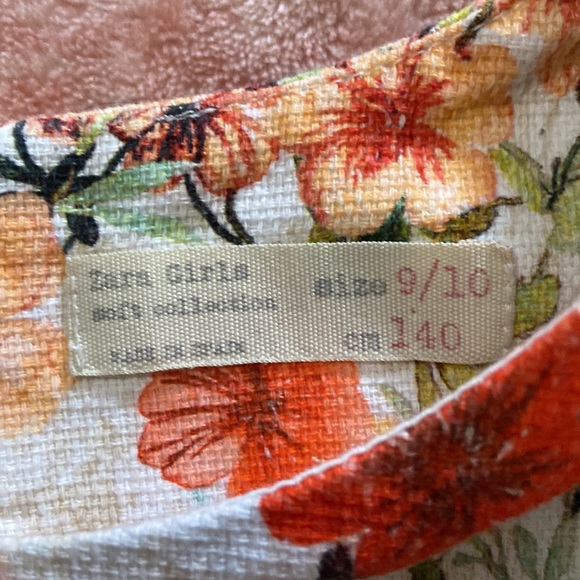 Zara Girls size 9/10
soft collection
MADE IN SPAIN cm 140